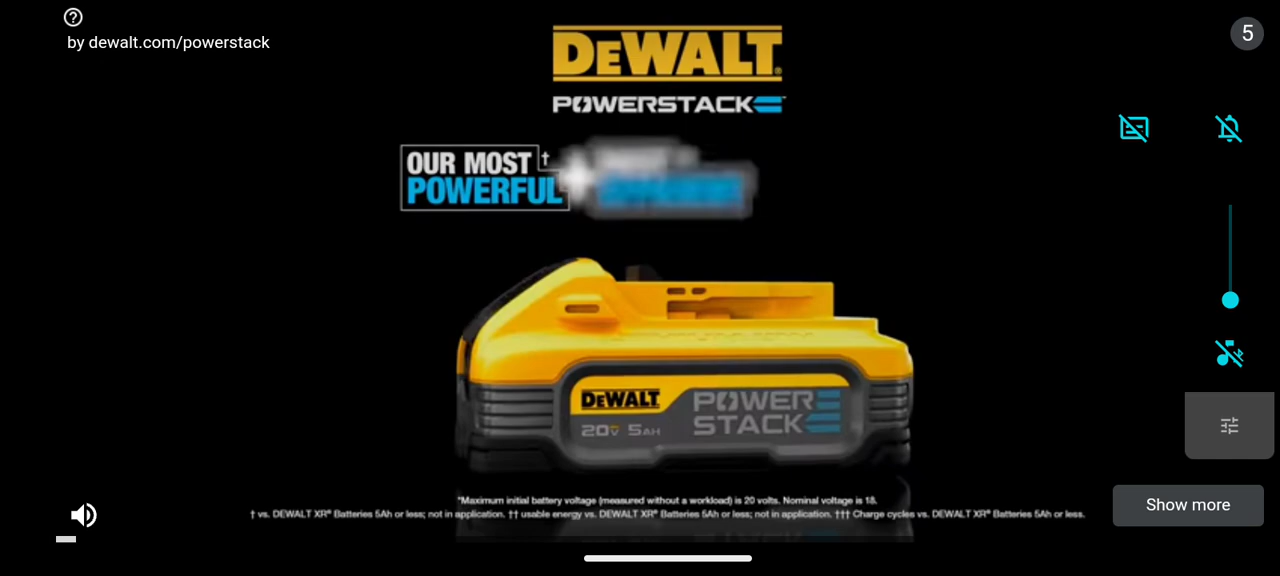 by dewalt.com/powerstack
5
DEWALT®
POWERSTACK™
OUR MOST †
POWERFUL
DEWALT
20V 5AH
POWER
STACK
*Maximum initial battery voltage (measured without a workload) is 20 volts. Nominal voltage is 18.
† vs. DEWALT XR® Batteries 5Ah or less; not in application. †† usable energy vs. DEWALT XR® Batteries 5Ah or less; not in application. ††† Charge cycles vs. DEWALT XR® Batteries 5Ah or less.
Show more